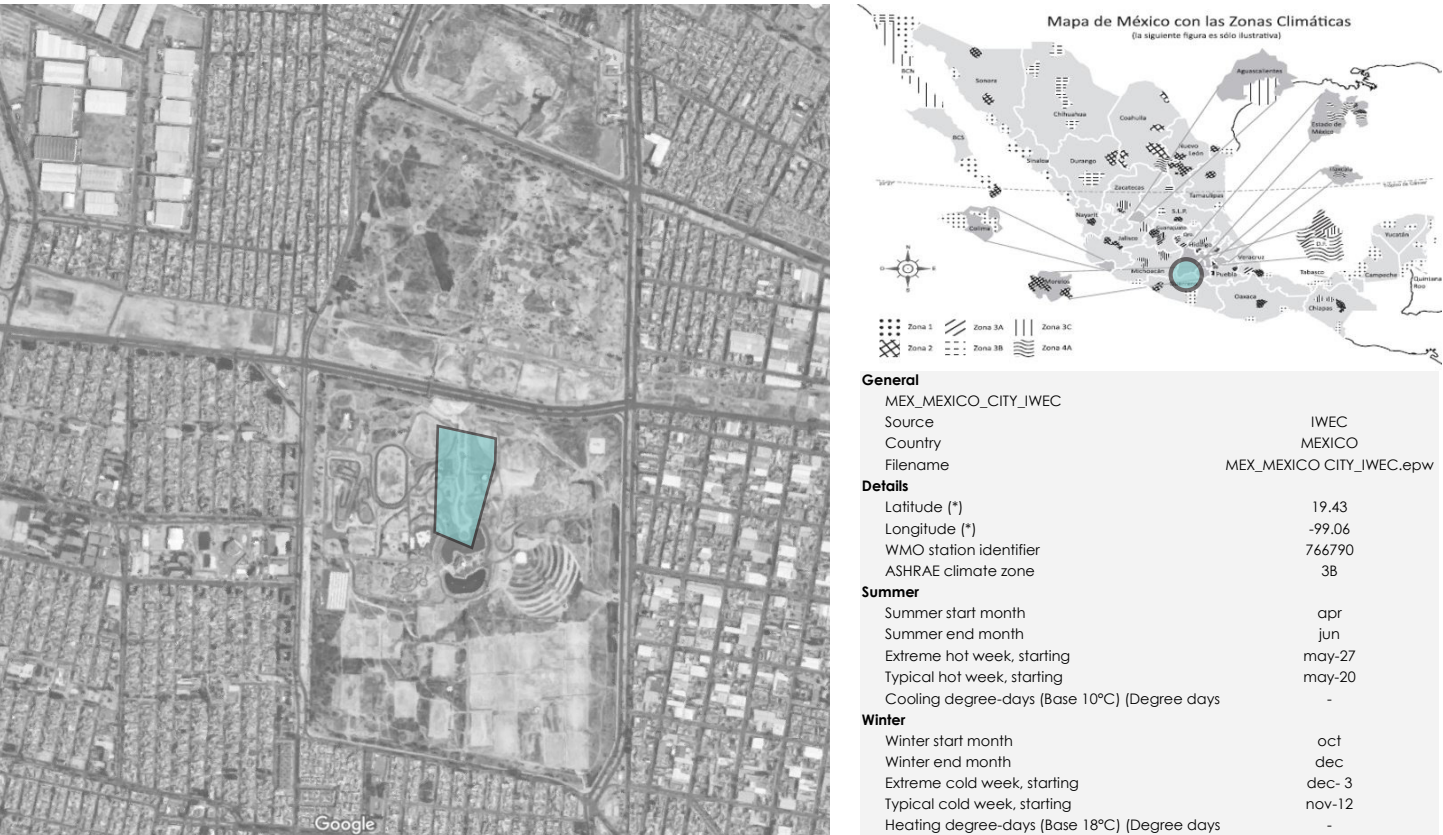 Google
Mapa de México con las Zonas Climáticas
(la siguiente figura es sólo ilustrativa)
BCN
Sonora
Chihuahua
Coahuila
Aguascalientes
Estado de México
BCS
Sinaloa
Durango
Nuevo León
Zacatecas
Tamaulipas
Nayarit
S.L.P.
Jalisco
Hidalgo
D.F.
Yucatán
Colima
Michoacán
Veracruz
Puebla
Tabasco
Campeche
Quintana Roo
Morelos
Oaxaca
Chiapas
N
E
Zona 1 Zona 3A Zona 3C
Zona 2 Zona 3B Zona 4A
General
MEX_MEXICO_CITY_IWEC
Source IWEC
Country MEXICO
Filename MEX_MEXICO CITY_IWEC.epw
Details
Latitude (*) 19.43
Longitude (*) -99.06
WMO station identifier 766790
ASHRAE climate zone 3B
Summer
Summer start month apr
Summer end month jun
Extreme hot week, starting may-27
Typical hot week, starting may-20
Cooling degree-days (Base 10°C) (Degree days -
Winter
Winter start month oct
Winter end month dec
Extreme cold week, starting dec- 3
Typical cold week, starting nov-12
Heating degree-days (Base 18°C) (Degree days -